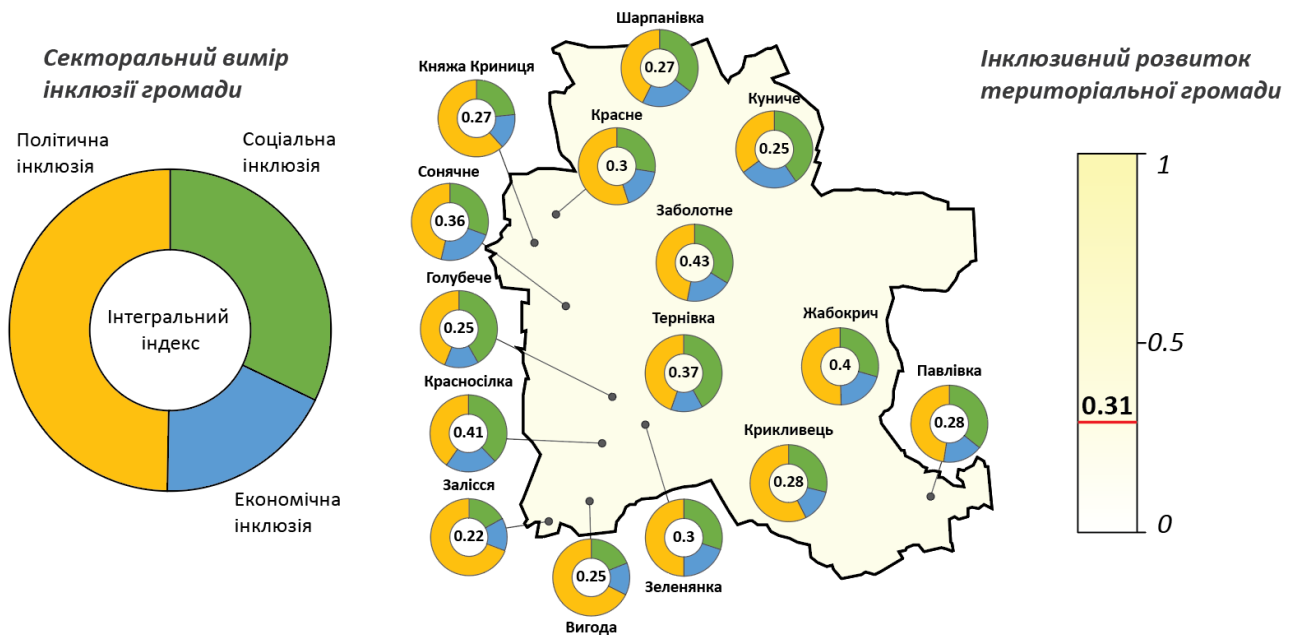 Секторальний вимір
інклюзії громади
Політична
інклюзія
Соціальна
інклюзія
Інтегральний
індекс
Економічна
інклюзія
Шарпанівка
0.27
Княжа Криниця
0.27
Красне
0.3
Куниче
0.25
Сонячне
0.36
Заболотне
0.43
Голубече
0.25
Тернівка
0.37
Жабокрич
0.4
Павлівка
0.28
Красносілка
0.41
Крикливець
0.28
Залісся
0.22
0.3
Зеленянка
0.25
Вигода
Інклюзивний розвиток
територіальної громади
1
0.5
0.31
0